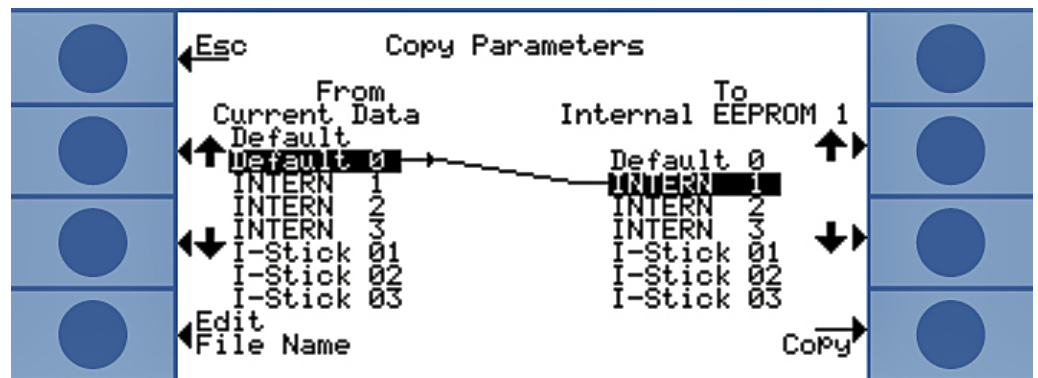 Esc Copy Parameters
From To
Current Data Internal EEPROM 1
Default
Default 0 Default 0
INTERN 1 INTERN 1
INTERN 2 INTERN 2
INTERN 3 INTERN 3
I-Stick 01 I-Stick 01
I-Stick 02 I-Stick 02
I-Stick 03 I-Stick 03
Edit
File Name Copy